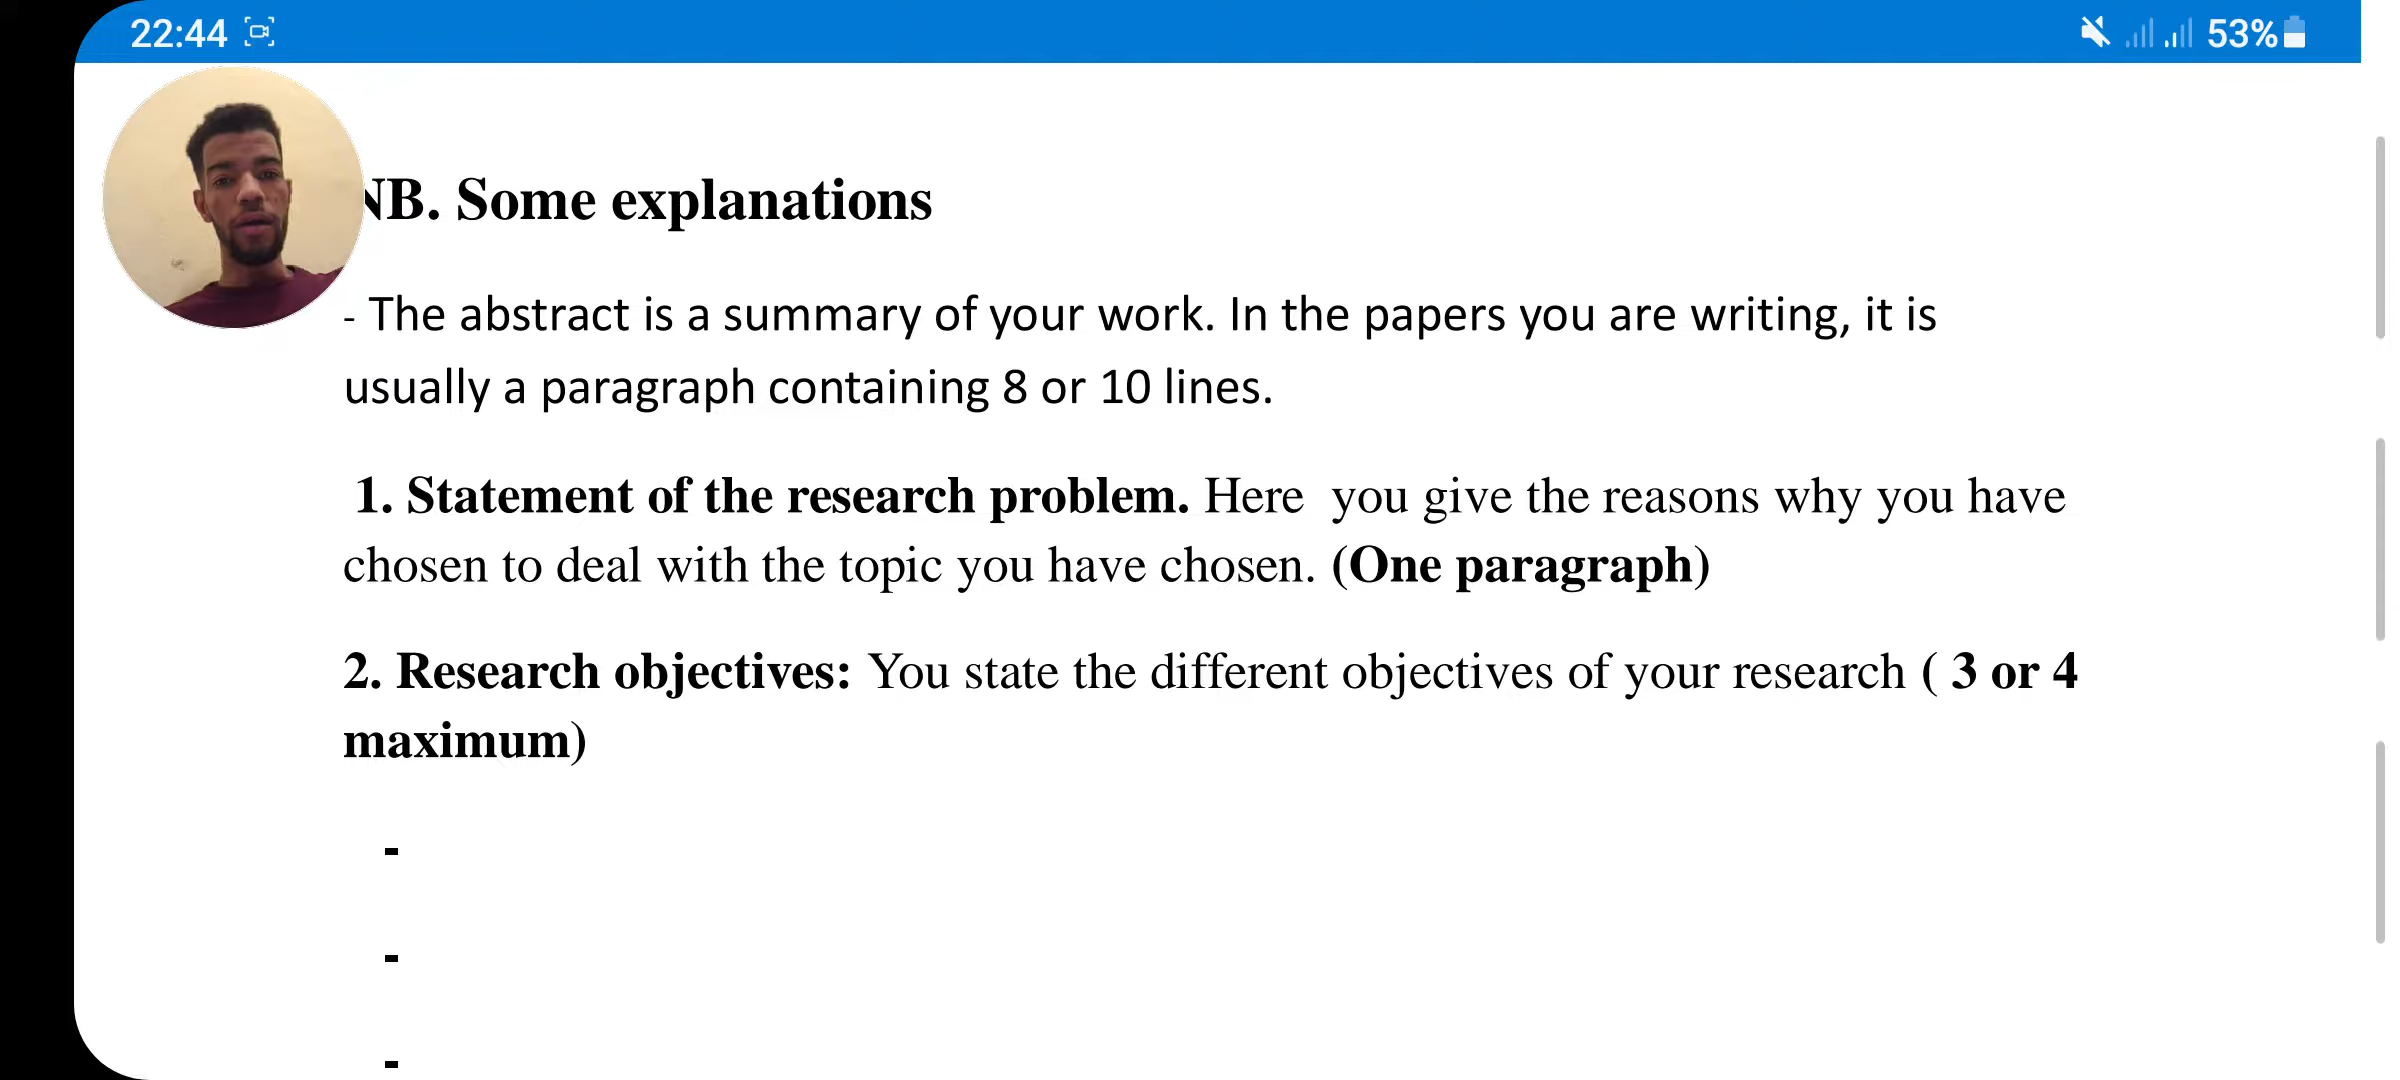 22:44 53%
NB. Some explanations
- The abstract is a summary of your work. In the papers you are writing, it is
usually a paragraph containing 8 or 10 lines.
1. Statement of the research problem. Here  you give the reasons why you have
chosen to deal with the topic you have chosen. (One paragraph)
2. Research objectives: You state the different objectives of your research ( 3 or 4
maximum)
-
-
-